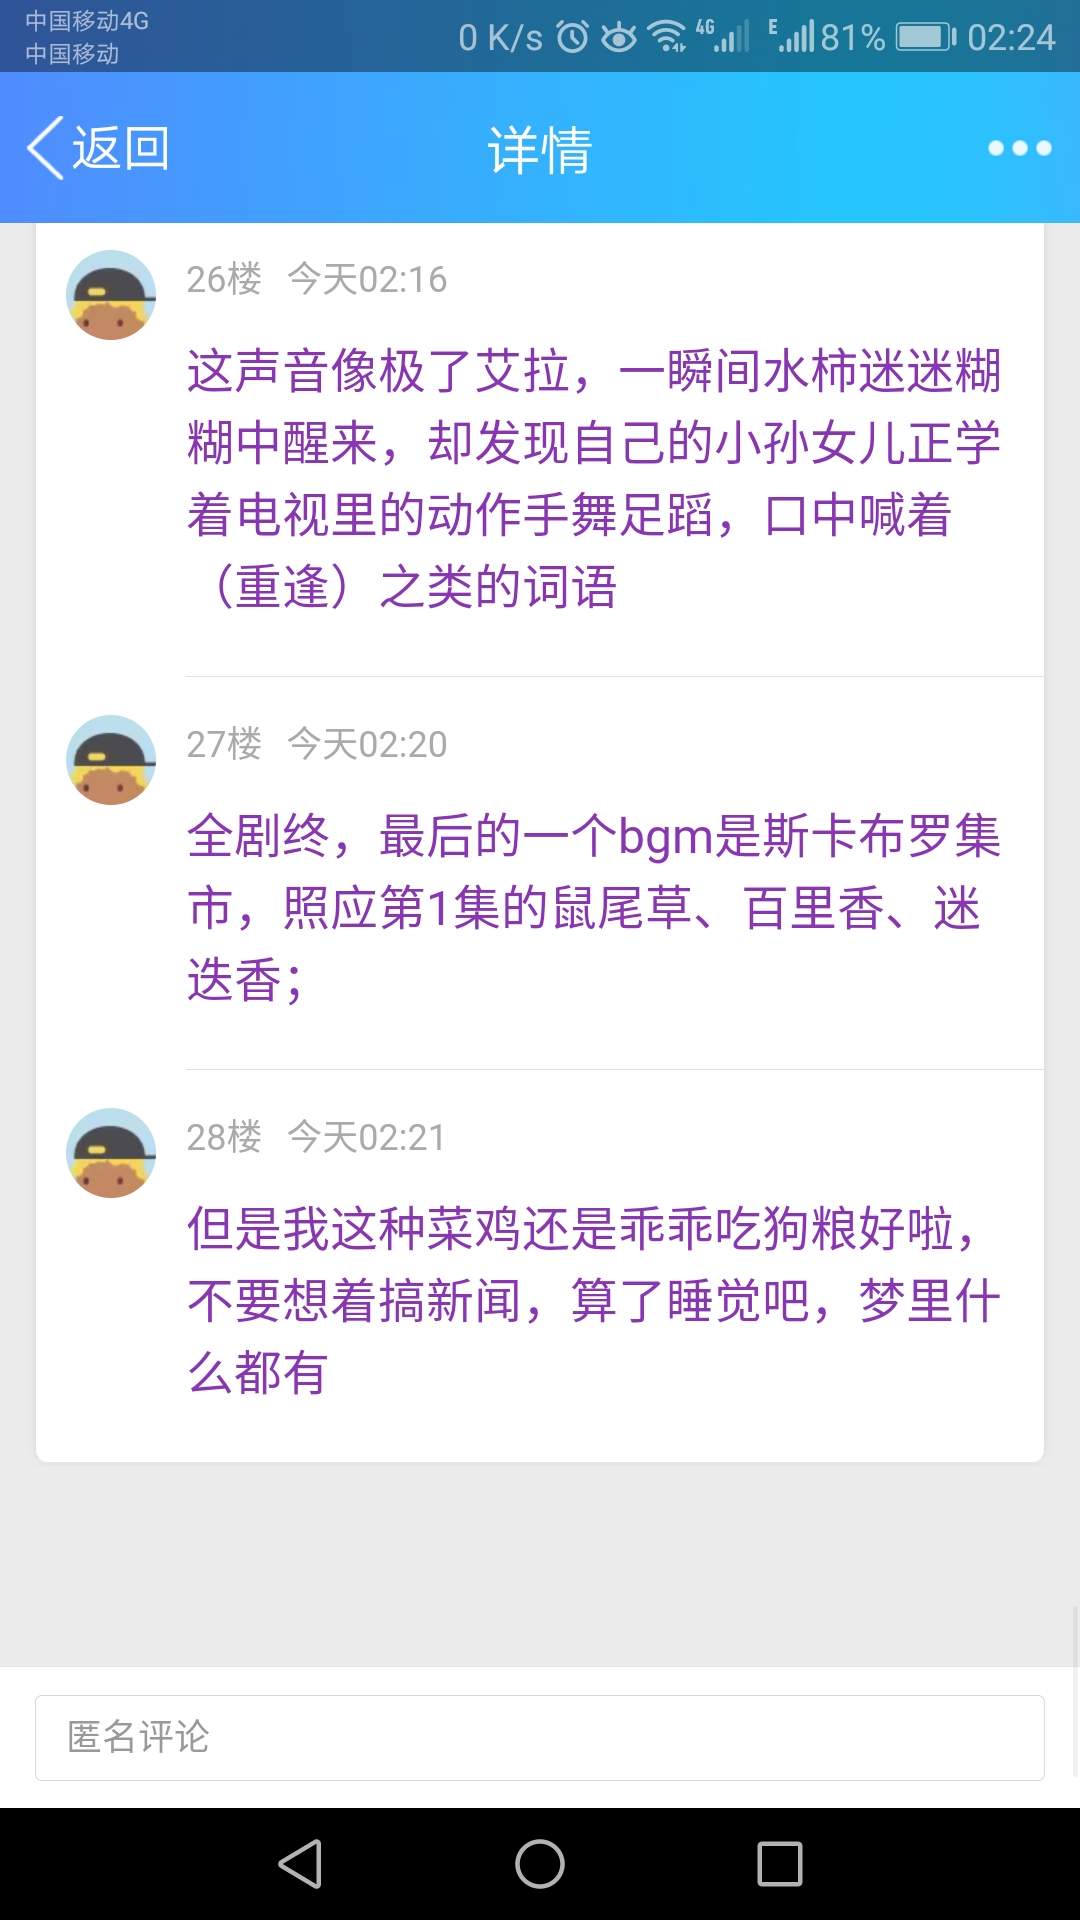 中国移动4G
中国移动
0 K/s 4G E 81% 02:24
返回 详情
26楼 今天02:16
这声音像极了艾拉，一瞬间水柿迷迷糊
糊中醒来，却发现自己的小孙女儿正学
着电视里的动作手舞足蹈，口中喊着
（重逢）之类的词语
27楼 今天02:20
全剧终，最后的一个bgm是斯卡布罗集
市，照应第1集的鼠尾草、百里香、迷
迭香；
28楼 今天02:21
但是我这种菜鸡还是乖乖吃狗粮好啦，
不要想着搞新闻，算了睡觉吧，梦里什
么都有
匿名评论